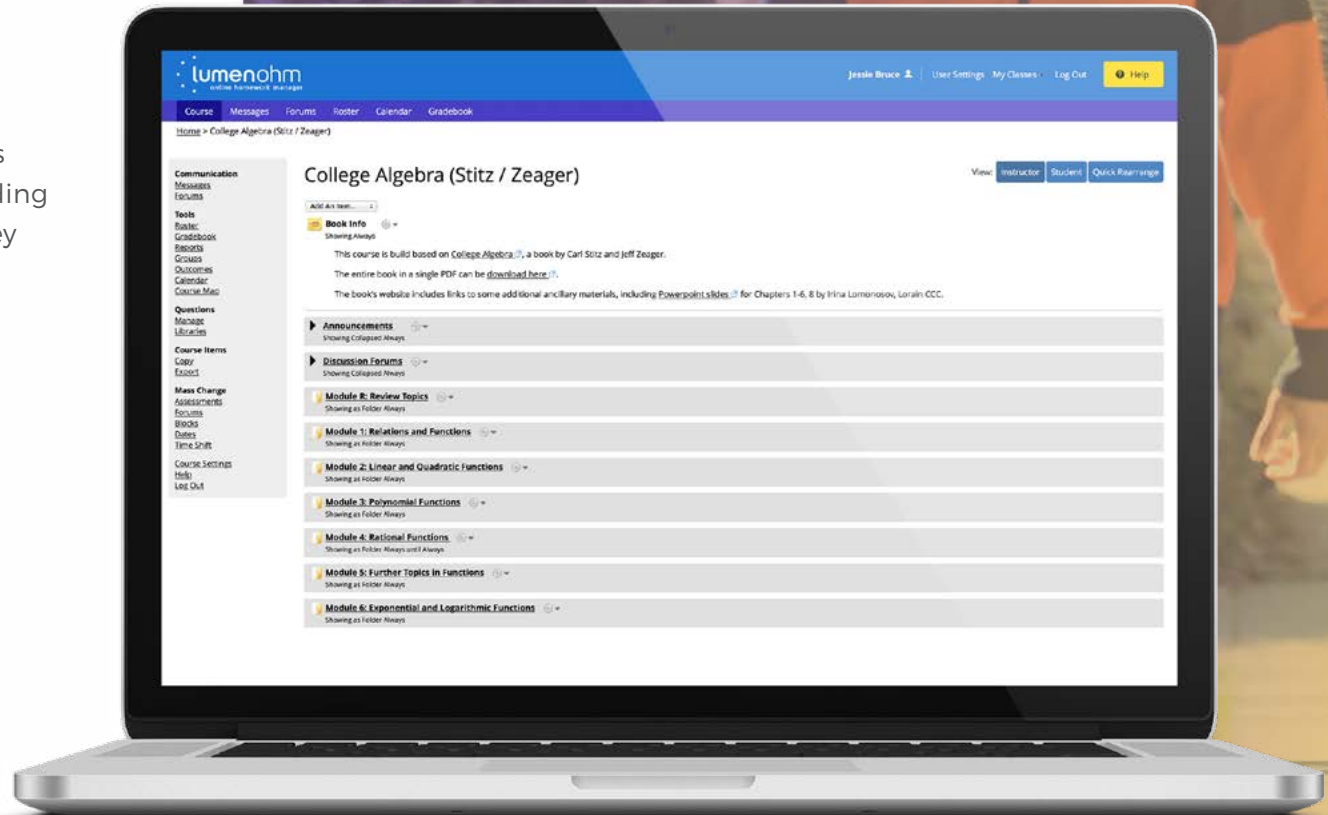 s
ding
ey
lumenohm
online homework manager
Jessie Bruce User Settings My Classes Log Out Help
Course Messages Forums Roster Calendar Gradebook
Home > College Algebra (Stitz / Zeager)
Communication
Messages
Forums
Tools
Roster
Gradebook
Reports
Groups
Outcomes
Calendar
Course Map
Questions
Manage
Libraries
Course Items
Copy
Export
Mass Change
Assessments
Forums
Blocks
Dates
Time Shift
Course Settings
Help
Log Out
College Algebra (Stitz / Zeager)
View: Instructor Student Quick Rearrange
Add An Item...
Book Info
Showing Always
This course is build based on College Algebra, a book by Carl Stitz and Jeff Zeager.
The entire book in a single PDF can be download here.
The book's website includes links to some additional ancillary materials, including Powerpoint slides for Chapters 1-6, 8 by Irina Lomonosov, Lorain CCC.
Announcements
Showing Collapsed Always
Discussion Forums
Showing Collapsed Always
Module R: Review Topics
Showing as Folder Always
Module 1: Relations and Functions
Showing as Folder Always
Module 2: Linear and Quadratic Functions
Showing as Folder Always
Module 3: Polynomial Functions
Showing as Folder Always
Module 4: Rational Functions
Showing as Folder Always until Always
Module 5: Further Topics in Functions
Showing as Folder Always
Module 6: Exponential and Logarithmic Functions
Showing as Folder Always